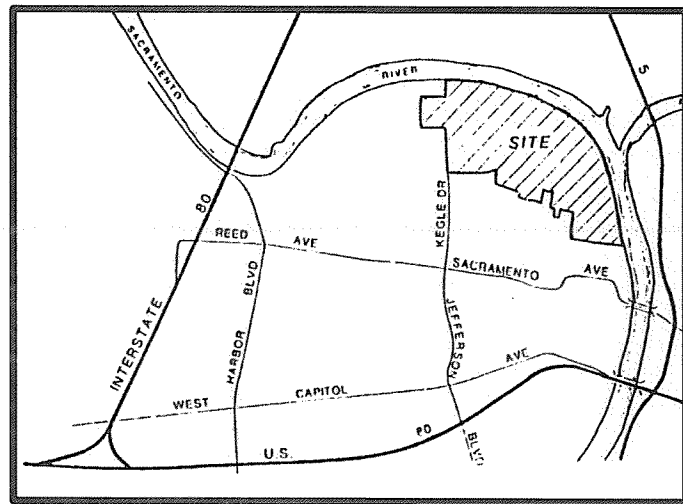 SACRAMENTO
RIVER
5
SITE
80
REED AVE
KEGLE DR
SACRAMENTO AVE
HARBOR BLVD
JEFFERSON
BLVD
INTERSTATE
WEST CAPITOL AVE
U.S. 80